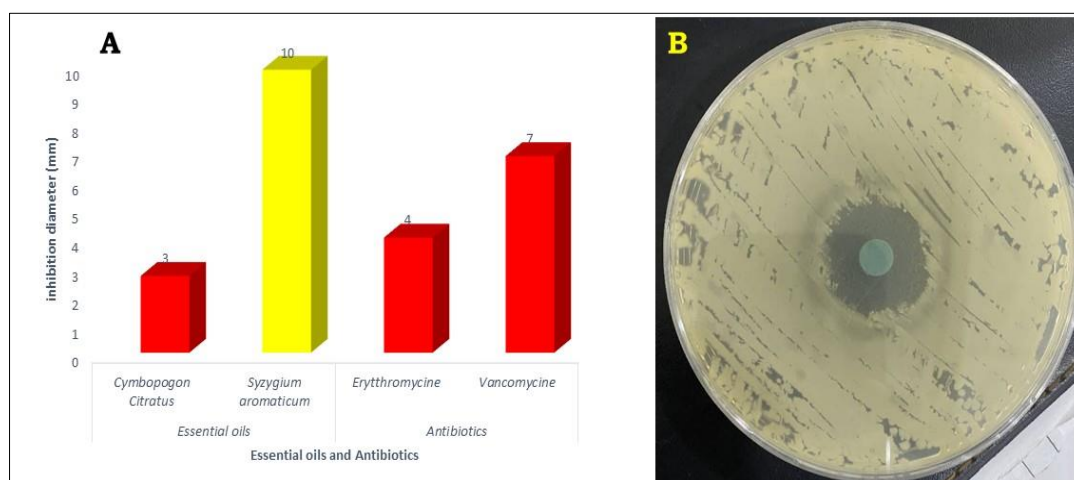 A
B
10
10
9
8
7
6
5
4
3
2
1
0
inhibition diameter (mm)
3
4
7
Cymbopogon
Citratus
Syzygium
aromaticum
Erytthromycine
Vancomycine
Essential oils
Antibiotics
Essential oils and Antibiotics